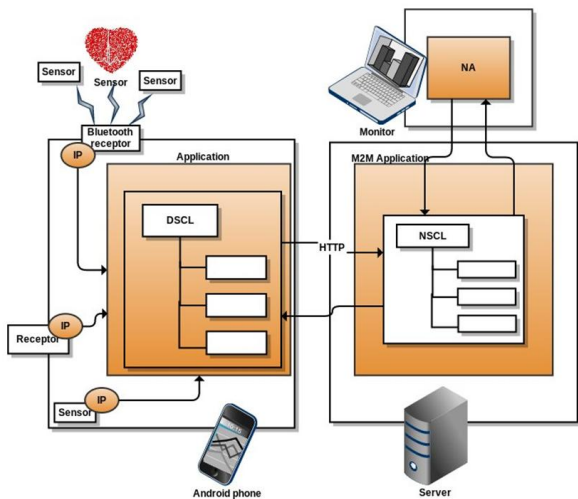 Sensor
Sensor
Sensor
Bluetooth
receptor
IP
Application
DSCL
IP
Receptor
IP
Sensor
Android phone
HTTP
NA
Monitor
M2M Application
NSCL
Server